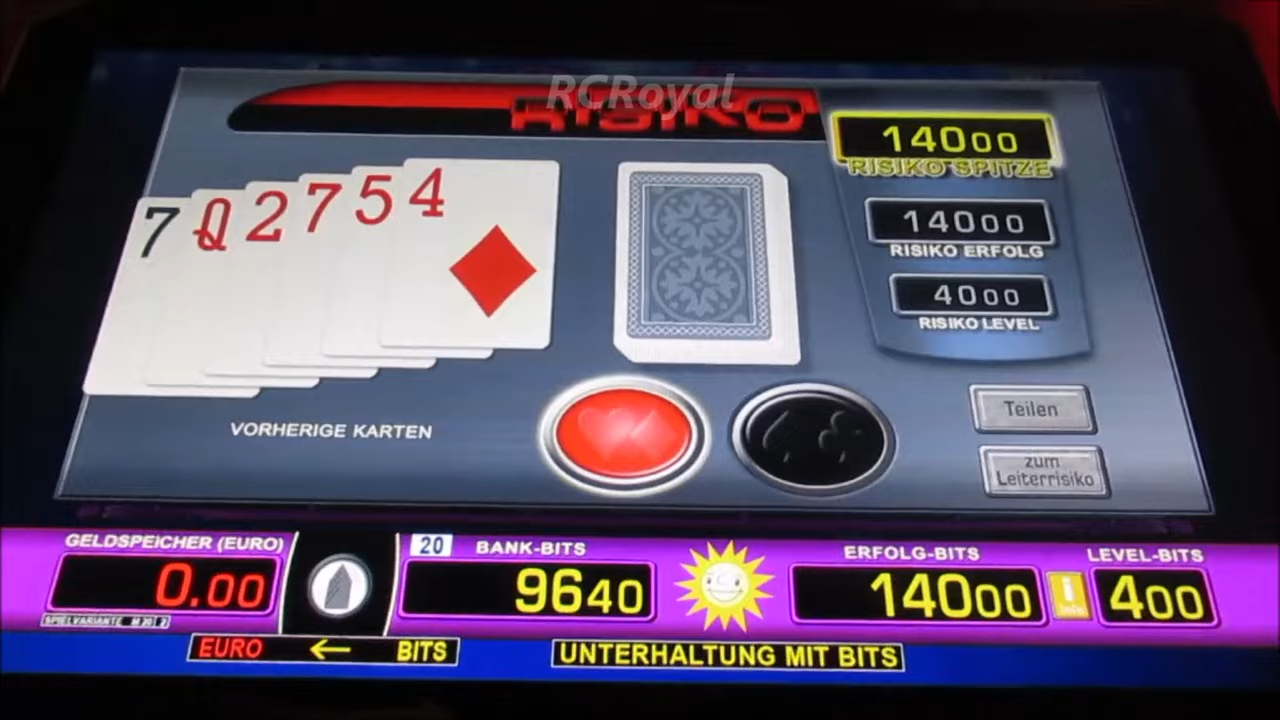 RCRoyal
RISIKO
14000
RISIKO SPITZE
14000
RISIKO ERFOLG
4000
RISIKO LEVEL
7 Q 2 7 5 4
VORHERIGE KARTEN
Teilen
zum
Leiterrisiko
GELDSPEICHER (EURO)
0.00
20 BANK-BITS
9640
ERFOLG-BITS
14000
LEVEL-BITS
400
i
Info
EURO ← BITS
UNTERHALTUNG MIT BITS